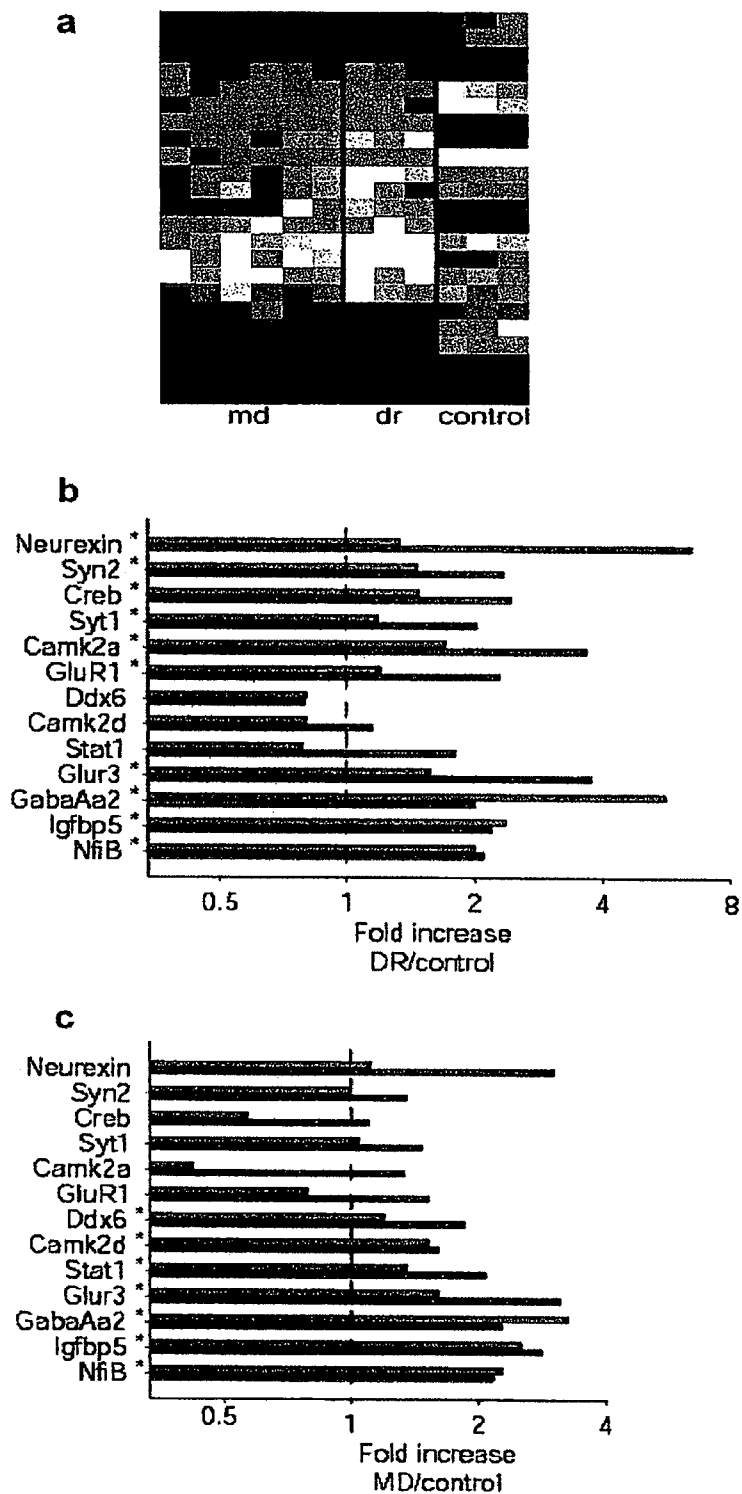 a
md dr control
b
Neurexin *
Syn2 *
Creb *
Syt1 *
Camk2a *
GluR1 *
Ddx6
Camk2d
Stat1
Glur3 *
GabaAa2 *
Igfbp5 *
NfiB *
0.5 1 2 4 8
Fold increase
DR/control
c
Neurexin
Syn2
Creb
Syt1
Camk2a
GluR1
Ddx6 *
Camk2d *
Stat1 *
Glur3 *
GabaAa2 *
Igfbp5 *
NfiB *
0.5 1 2 4
Fold increase
MD/control